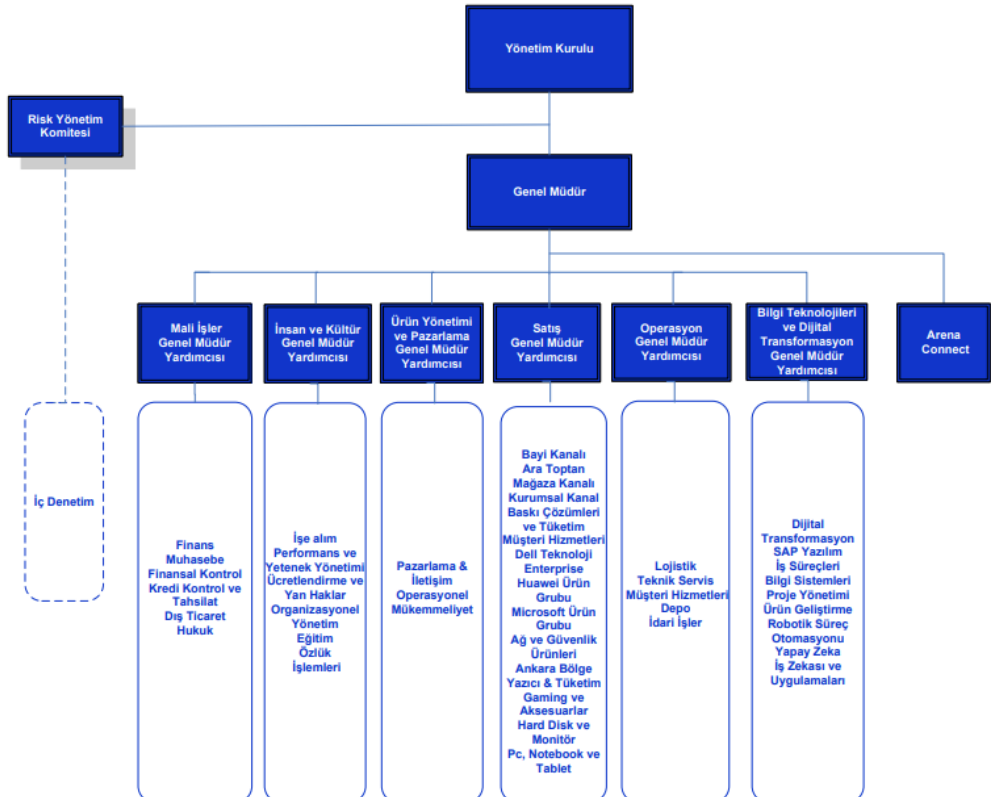 Yönetim Kurulu
Risk Yönetim
Komitesi
Genel Müdür
Mali İşler
Genel Müdür
Yardımcısı
İnsan ve Kültür
Genel Müdür
Yardımcısı
Ürün Yönetimi
ve Pazarlama
Genel Müdür
Yardımcısı
Satış
Genel Müdür
Yardımcısı
Operasyon
Genel Müdür
Yardımcısı
Bilgi Teknolojileri
ve Dijital
Transformasyon
Genel Müdür
Yardımcısı
Arena
Connect
İç Denetim
Finans
Muhasebe
Finansal Kontrol
Kredi Kontrol ve
Tahsilat
Dış Ticaret
Hukuk
İşe alım
Performans ve
Yetenek Yönetimi
Ücretlendirme ve
Yan Haklar
Organizasyonel
Yönetim
Eğitim
Özlük
İşlemleri
Pazarlama &
İletişim
Operasyonel
Mükemmeliyet
Bayi Kanalı
Ara Toptan
Mağaza Kanalı
Kurumsal Kanal
Baskı Çözümleri
ve Tüketim
Müşteri Hizmetleri
Dell Teknoloji
Enterprise
Huawei Ürün
Grubu
Microsoft Ürün
Grubu
Ağ ve Güvenlik
Ürünleri
Ankara Bölge
Yazıcı & Tüketim
Gaming ve
Aksesuarlar
Hard Disk ve
Monitör
Pc, Notebook ve
Tablet
Lojistik
Teknik Servis
Müşteri Hizmetleri
Depo
İdari İşler
Dijital
Transformasyon
SAP Yazılım
İş Süreçleri
Bilgi Sistemleri
Proje Yönetimi
Ürün Geliştirme
Robotik Süreç
Otomasyonu
Yapay Zeka
İş Zekası ve
Uygulamaları